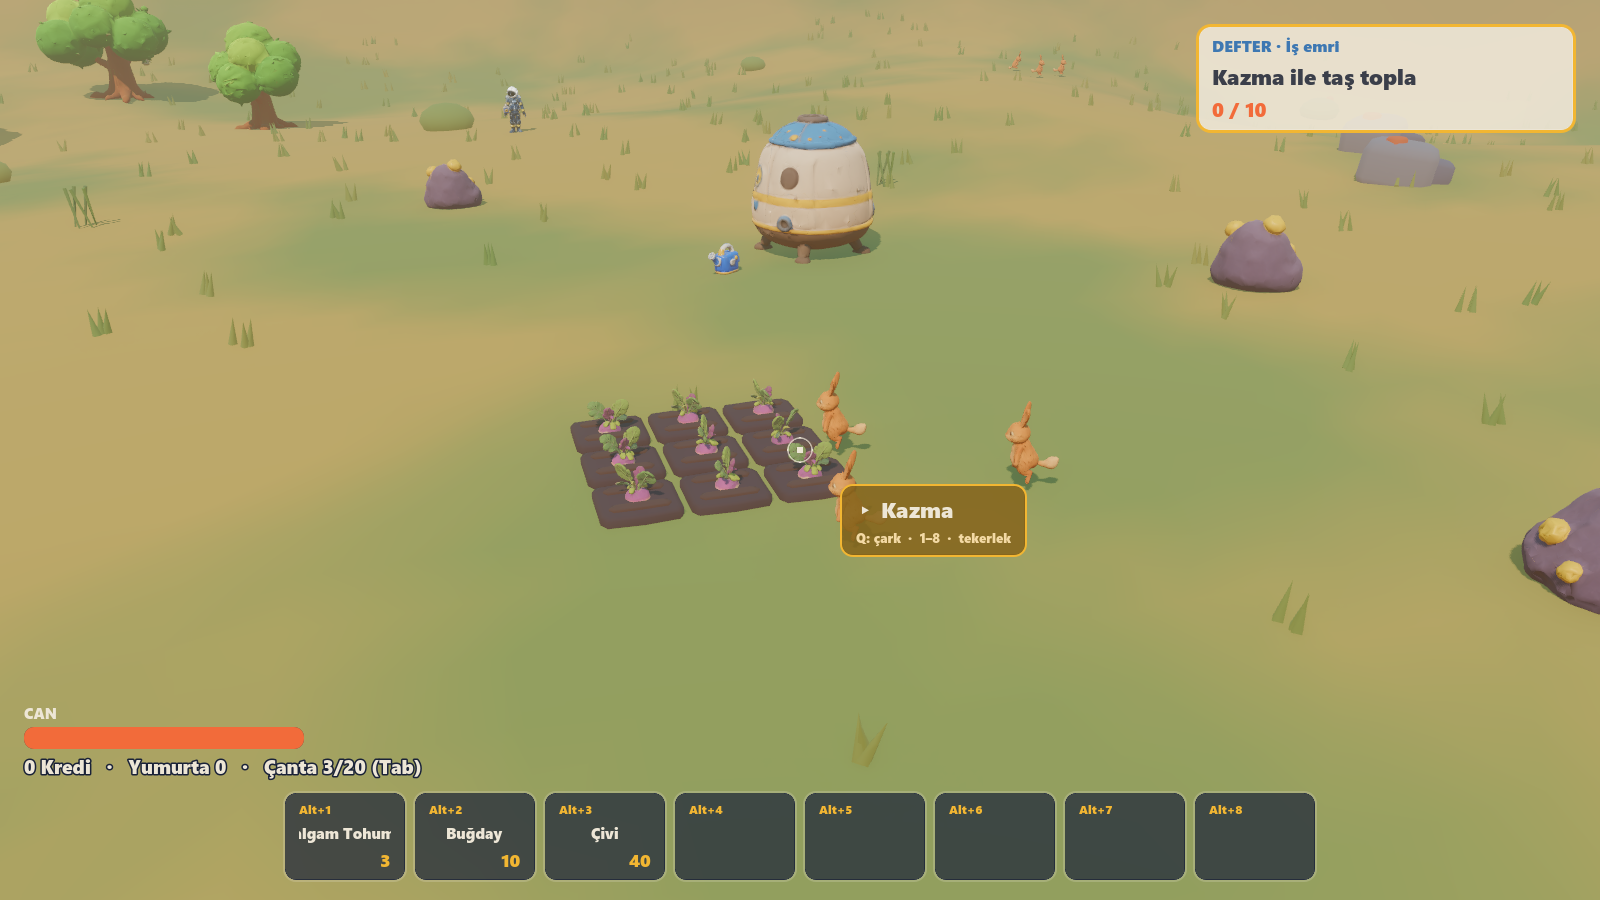 DEFTER · İş emri
Kazma ile taş topla
0 / 10
Kazma
Q: çark · 1–8 · tekerlek
CAN
0 Kredi · Yumurta 0 · Çanta 3/20 (Tab)
Alt+1 Alt+2 Alt+3 Alt+4 Alt+5 Alt+6 Alt+7 Alt+8
lgam Tohum Buğday Çivi
3 10 40